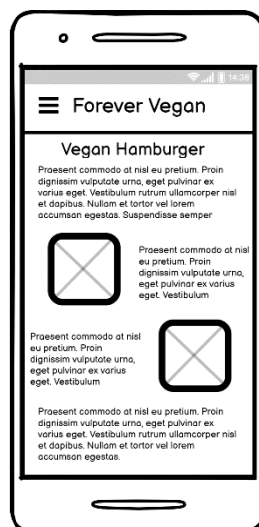 14:38
Forever Vegan
Vegan Hamburger
Praesent commodo at nisl eu pretium. Proin
dignissim vulputate urna, eget pulvinar ex
varius eget. Vestibulum rutrum ullamcorper nisl
et dapibus. Nullam et tortor vel lorem
accumsan egestas. Suspendisse semper
Praesent commodo at nisl
eu pretium. Proin
dignissim vulputate urna,
eget pulvinar ex varius
eget. Vestibulum
Praesent commodo at nisl
eu pretium. Proin
dignissim vulputate urna,
eget pulvinar ex varius
eget. Vestibulum
Praesent commodo at nisl eu pretium. Proin
dignissim vulputate urna, eget pulvinar ex
varius eget. Vestibulum rutrum ullamcorper nisl
et dapibus. Nullam et tortor vel lorem
accumsan egestas.